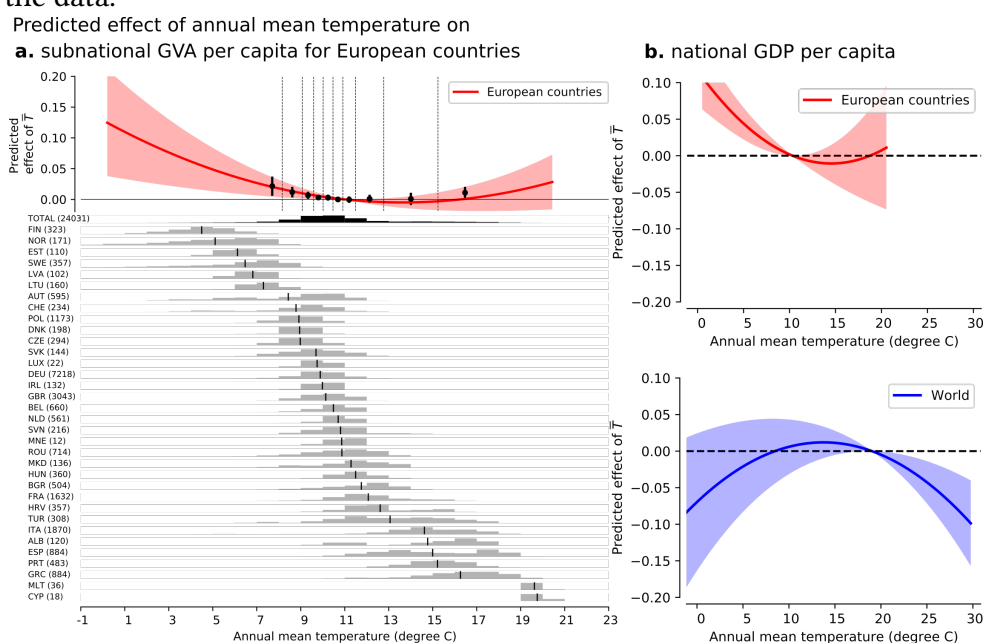 the data.
Predicted effect of annual mean temperature on
a. subnational GVA per capita for European countries
b. national GDP per capita
0.20
0.15
0.10
0.05
0.00
Predicted
effect of T̅
European countries
TOTAL (24031)
FIN (323)
NOR (171)
EST (110)
SWE (357)
LVA (102)
LTU (160)
AUT (595)
CHE (234)
POL (1173)
DNK (198)
CZE (294)
SVK (144)
LUX (22)
DEU (7218)
IRL (132)
GBR (3043)
BEL (660)
NLD (561)
SVN (216)
MNE (12)
ROU (714)
MKD (136)
HUN (360)
BGR (504)
FRA (1632)
HRV (357)
TUR (308)
ITA (1870)
ALB (120)
ESP (884)
PRT (483)
GRC (884)
MLT (36)
CYP (18)
-1 1 3 5 7 9 11 13 15 17 19 21 23
Annual mean temperature (degree C)
0.10
0.05
0.00
−0.05
−0.10
−0.15
−0.20
Predicted effect of T̅
European countries
0 5 10 15 20 25 30
Annual mean temperature (degree C)
0.10
0.05
0.00
−0.05
−0.10
−0.15
−0.20
Predicted effect of T̅
World
0 5 10 15 20 25 30
Annual mean temperature (degree C)